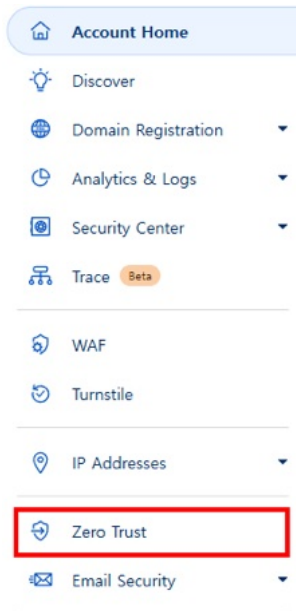 Account Home
Discover
Domain Registration
Analytics & Logs
Security Center
Trace Beta
WAF
Turnstile
IP Addresses
Zero Trust
Email Security